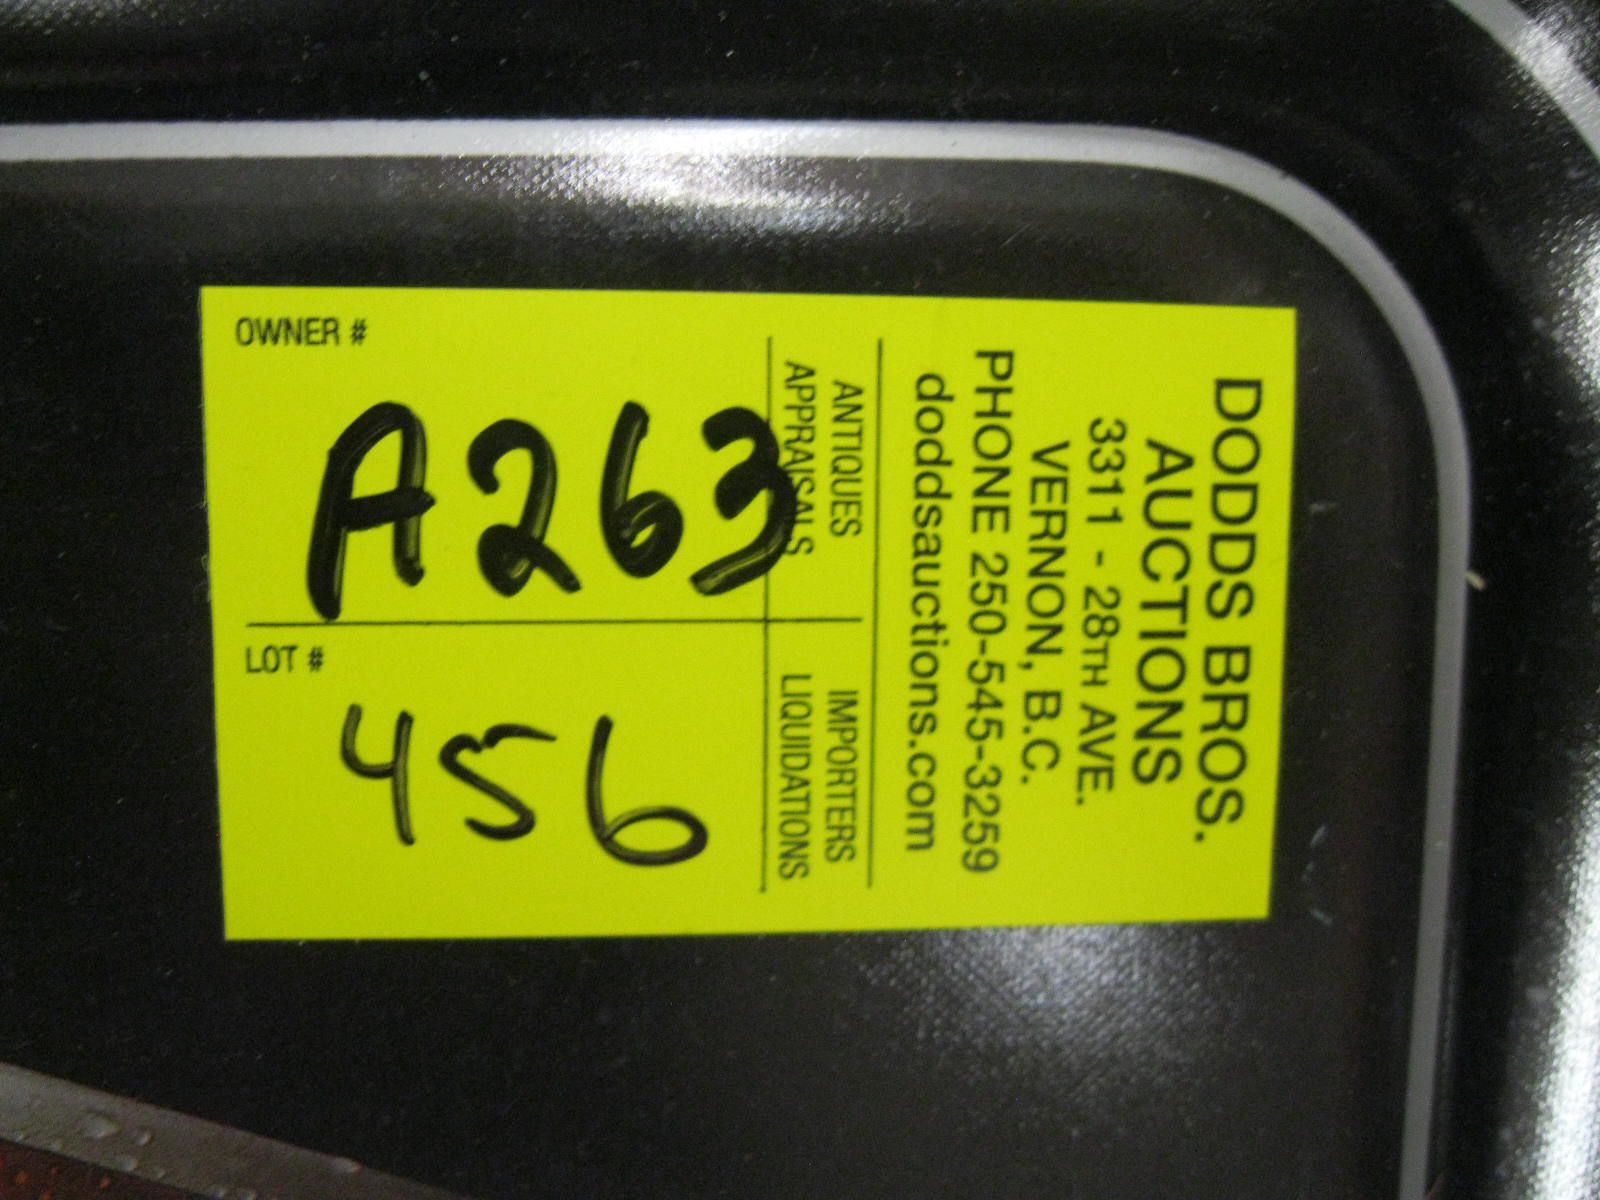 DODDS BROS.
AUCTIONS
3311 - 28TH AVE.
VERNON, B.C.
PHONE 250-545-3259
doddsauctions.com
ANTIQUES
APPRAISALS
IMPORTERS
LIQUIDATIONS
OWNER #
A263
LOT #
456